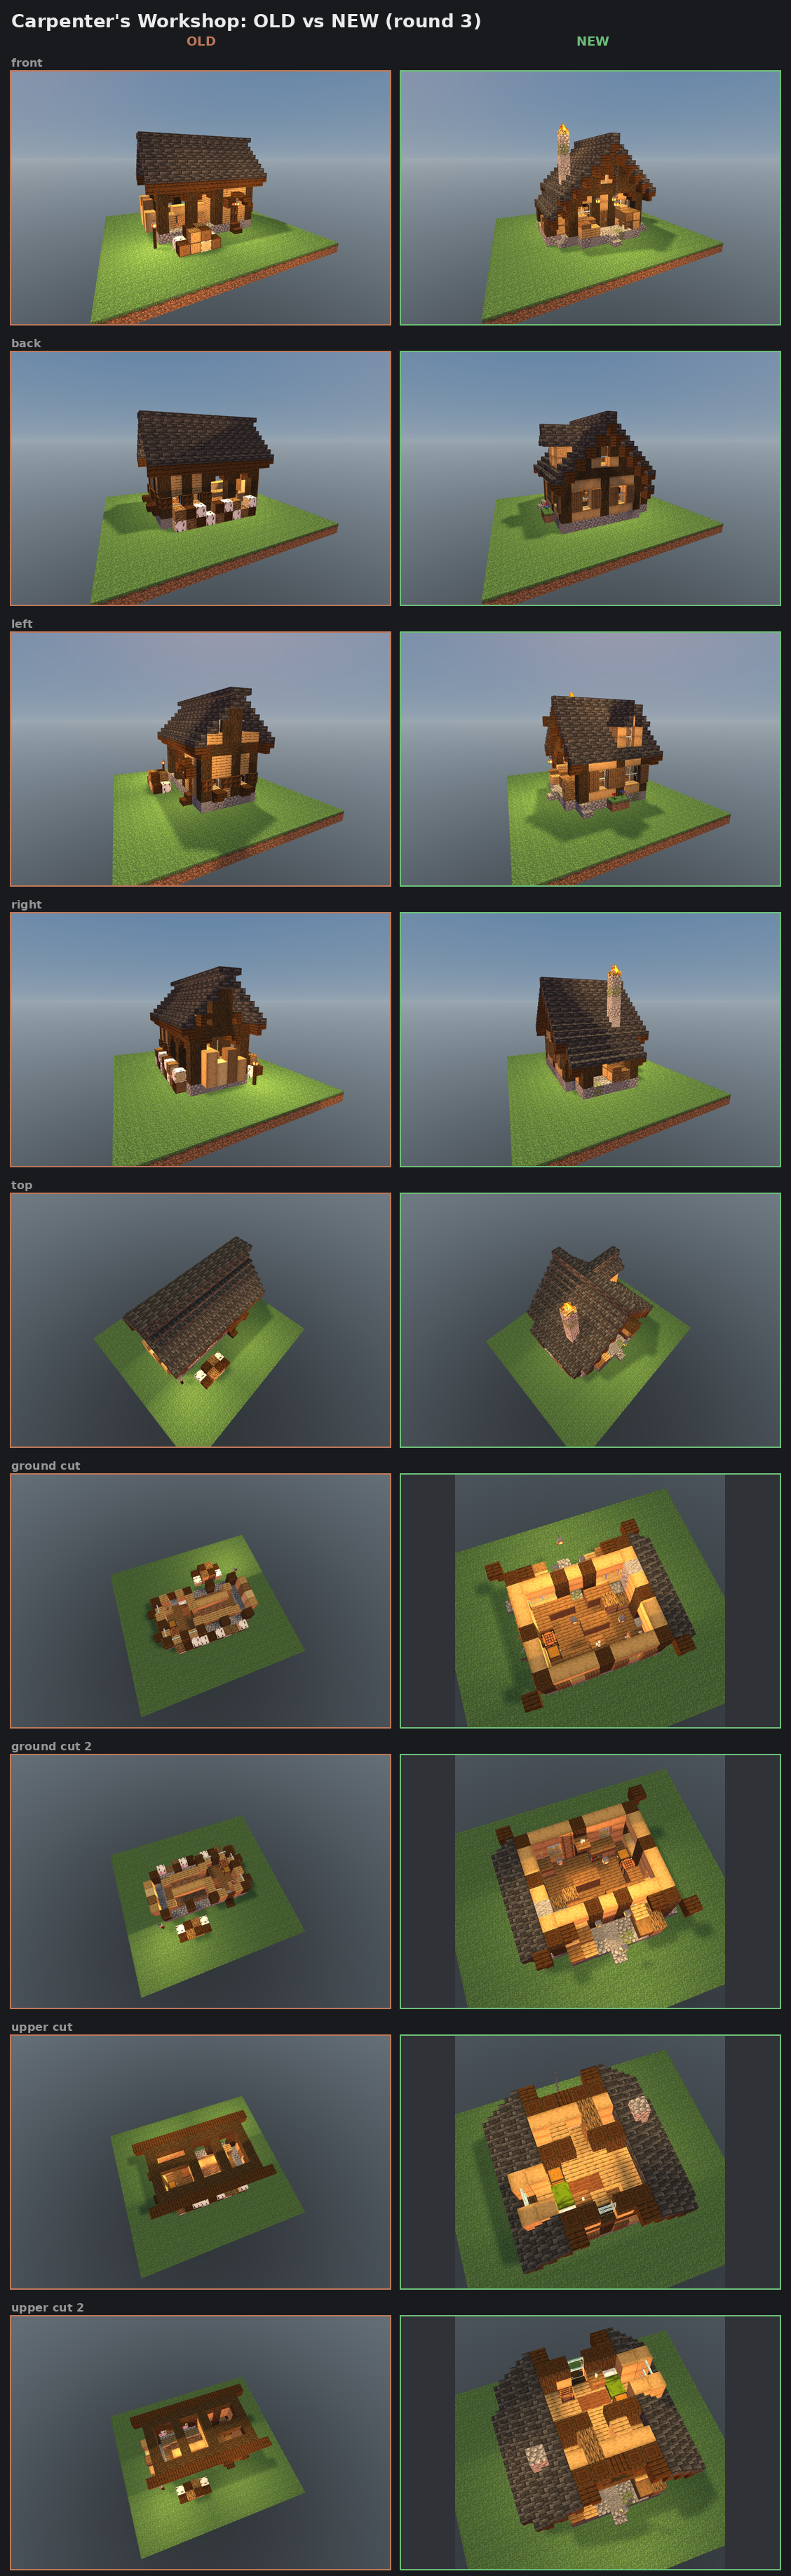 Carpenter's Workshop: OLD vs NEW (round 3)
OLD NEW
front
back
left
right
top
ground cut
ground cut 2
upper cut
upper cut 2